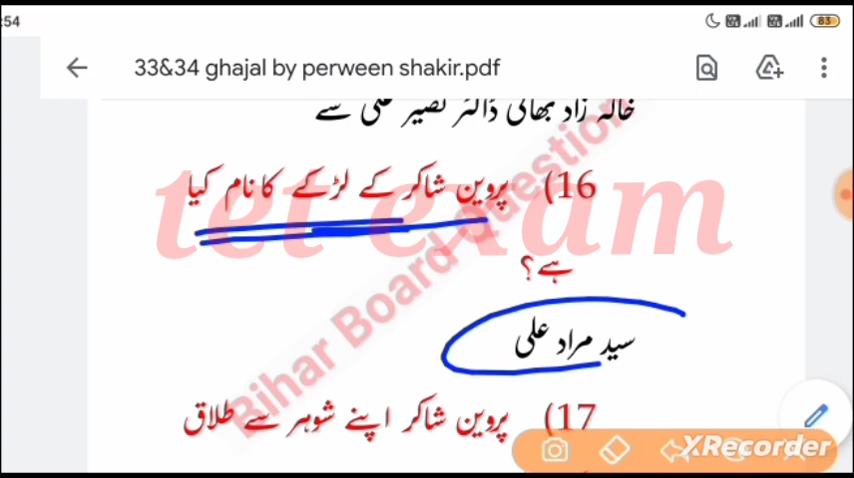 :54
83
33&34 ghajal by perween shakir.pdf
خالہ زاد بھائی ڈاکٹر نصیر علی سے
16) پروین شاکر کے لڑکے کا نام کیا
ہے؟
سید مراد علی
17) پروین شاکر اپنے شوہر سے طلاق
tet exam
Bihar Board Question
XRecorder